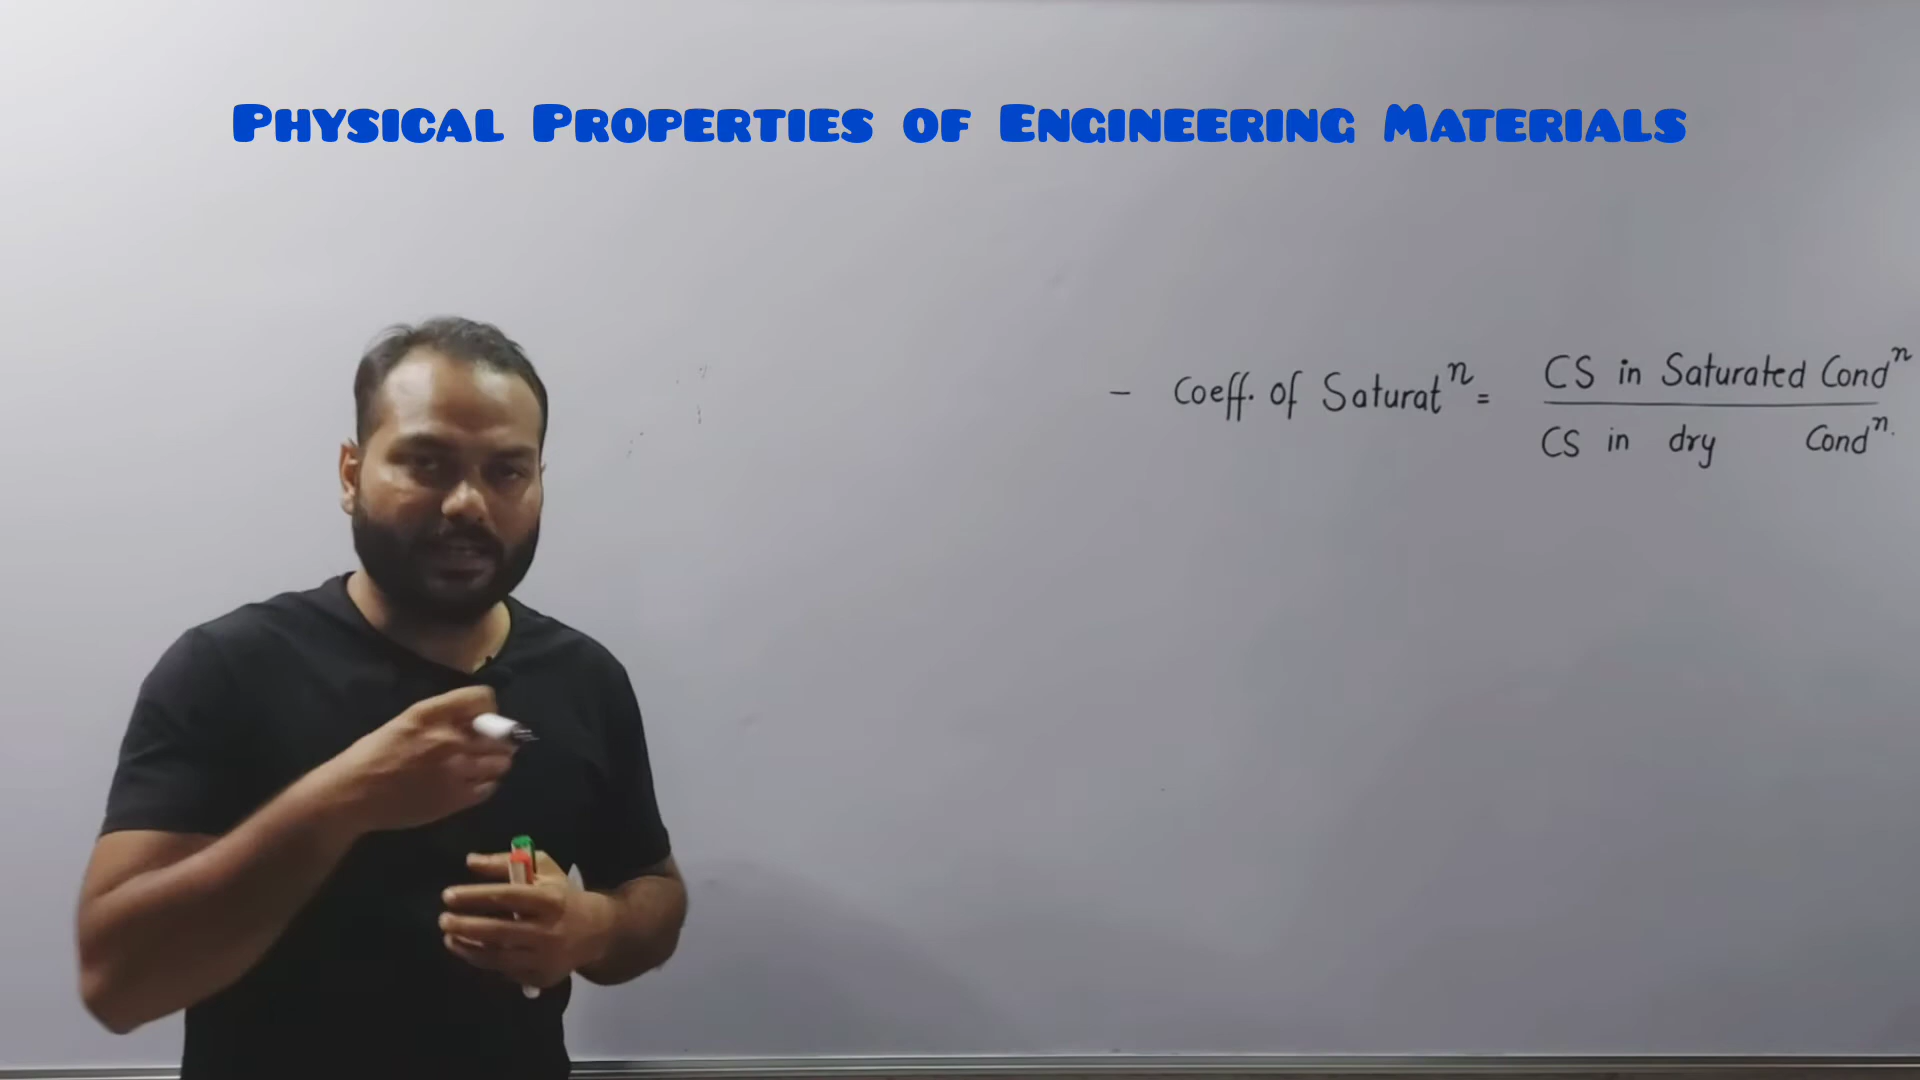 Physical Properties of Engineering Materials
- Coeff. of Saturatⁿ = CS in Saturated Condⁿ
CS in dry Condⁿ.